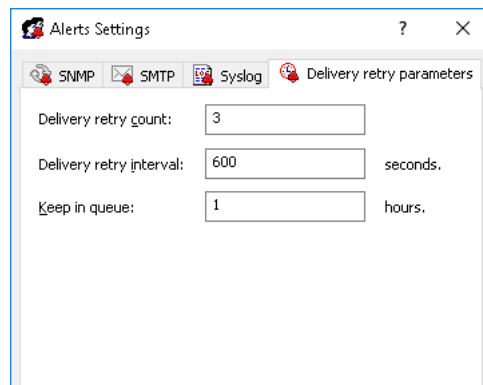 Alerts Settings ?
SNMP SMTP Syslog Delivery retry parameters
Delivery retry count: 3
Delivery retry interval: 600 seconds.
Keep in queue: 1 hours.